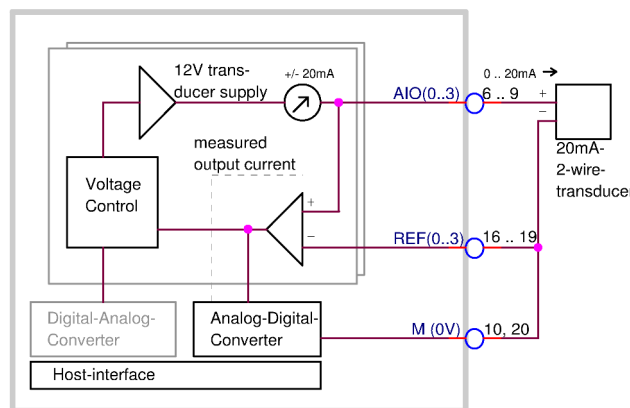 12V trans-
ducer supply
+/- 20mA
0 .. 20mA
AIO(0..3)
6 .. 9
+
−
measured
output current
20mA-
2-wire-
transducer
Voltage
Control
+
−
REF(0..3)
16 .. 19
Digital-Analog-
Converter
Analog-Digital-
Converter
M (0V)
10, 20
Host-interface